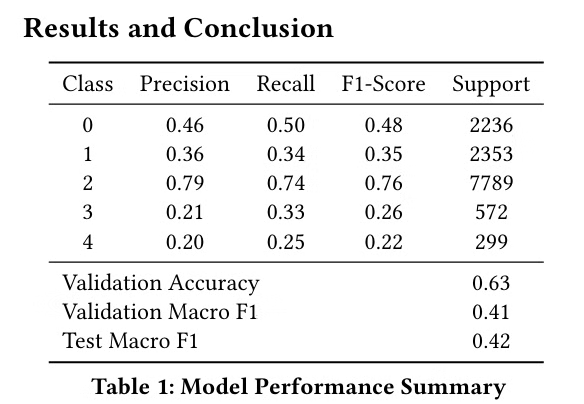 Results and Conclusion
Class Precision Recall F1-Score Support
0 0.46 0.50 0.48 2236
1 0.36 0.34 0.35 2353
2 0.79 0.74 0.76 7789
3 0.21 0.33 0.26 572
4 0.20 0.25 0.22 299
Validation Accuracy 0.63
Validation Macro F1 0.41
Test Macro F1 0.42
Table 1: Model Performance Summary